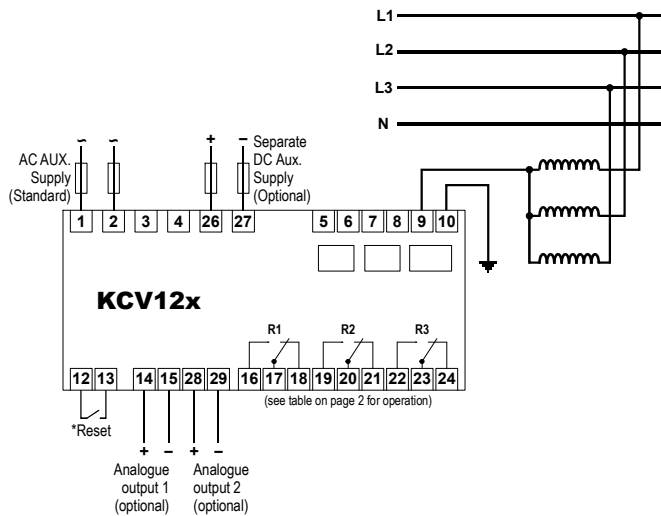 L1
L2
L3
N
~ ~ + –
AC AUX.
Supply
(Standard)
Separate
DC Aux.
Supply
(Optional)
1 2 3 4 26 27 5 6 7 8 9 10
KCV12x
R1 R2 R3
12 13 14 15 28 29 16 17 18 19 20 21 22 23 24
(see table on page 2 for operation)
*Reset
+ – + –
Analogue
output 1
(optional)
Analogue
output 2
(optional)